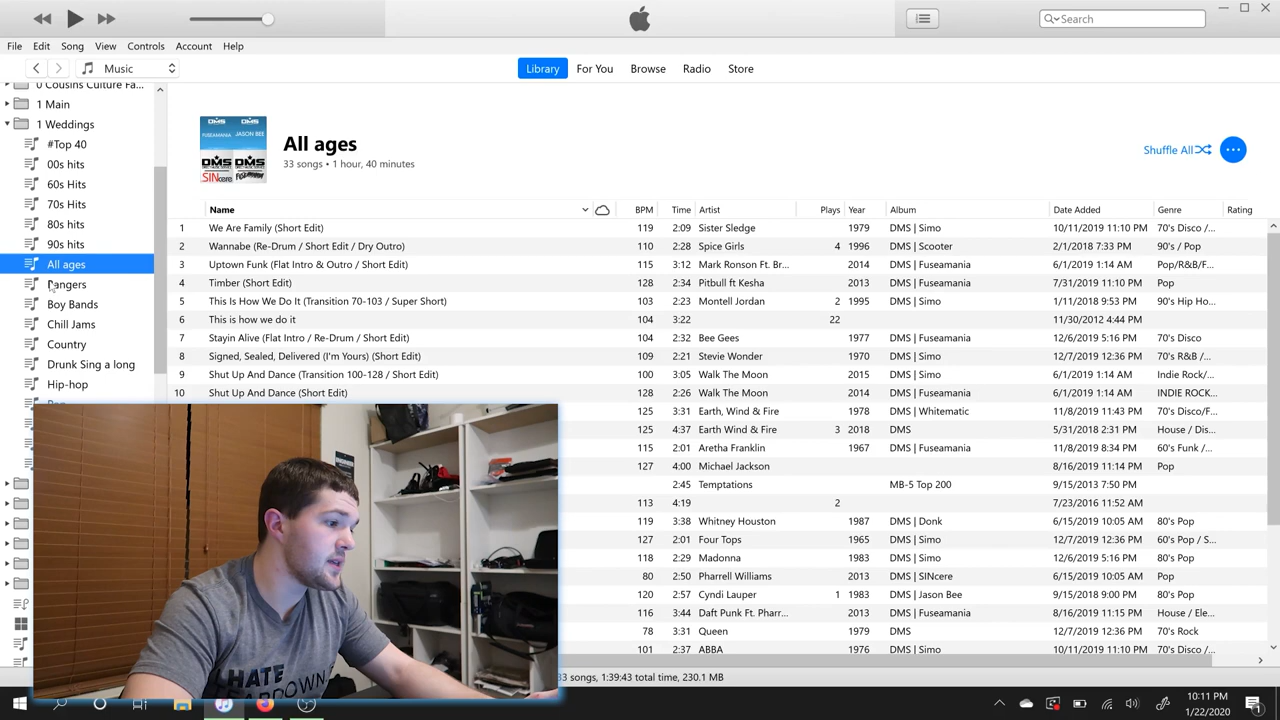 Search
File Edit Song View Controls Account Help
Music
Library For You Browse Radio Store
0 Cousins Culture Fa...
1 Main
1 Weddings
#Top 40
00s hits
60s Hits
70s Hits
80s hits
90s hits
All ages
Bangers
Boy Bands
Chill Jams
Country
Drunk Sing a long
Hip-hop
DMS DMS
FUSEAMANIA JASON BEE
DMS DMS
SINcere
All ages
33 songs • 1 hour, 40 minutes
Shuffle All
Name BPM Time Artist Plays Year Album Date Added Genre Rating
1 We Are Family (Short Edit) 119 2:09 Sister Sledge 1979 DMS | Simo 10/11/2019 11:10 PM 70's Disco /...
2 Wannabe (Re-Drum / Short Edit / Dry Outro) 110 2:28 Spice Girls 4 1996 DMS | Scooter 2/1/2018 7:33 PM 90's / Pop
3 Uptown Funk (Flat Intro & Outro / Short Edit) 115 3:12 Mark Ronson Ft. Br... 2014 DMS | Fuseamania 6/1/2019 1:14 AM Pop/R&B/F...
4 Timber (Short Edit) 128 2:34 Pitbull ft Kesha 2014 DMS | Fuseamania 7/31/2019 11:10 PM Pop
5 This Is How We Do It (Transition 70-103 / Super Short) 103 2:23 Montell Jordan 2 1995 DMS | Simo 1/11/2018 9:53 PM 90's Hip Ho...
6 This is how we do it 104 3:22 22 11/30/2012 4:44 PM
7 Stayin Alive (Flat Intro / Re-Drum / Short Edit) 104 2:32 Bee Gees 1977 DMS | Simo 12/6/2019 5:16 PM 70's Disco
8 Signed, Sealed, Delivered (I'm Yours) (Short Edit) 109 2:21 Stevie Wonder 1970 DMS | Simo 12/7/2019 12:36 PM 70's R&B /...
9 Shut Up And Dance (Transition 100-128 / Short Edit) 100 3:05 Walk The Moon 2015 DMS | Simo 6/1/2019 1:14 AM Indie Rock/...
10 Shut Up And Dance (Short Edit) 128 2:26 Walk The Moon 2014 DMS | Fuseamania 6/1/2019 1:14 AM INDIE ROCK...
125 3:31 Earth, Wind & Fire 1978 DMS | Whitematic 11/8/2019 11:43 PM 70's Disco/F...
125 4:37 Earth Wind & Fire 3 2018 DMS 5/31/2018 2:31 PM House / Dis...
115 2:01 Aretha Franklin 1967 DMS | Fuseamania 11/8/2019 8:34 PM 60's Funk /...
127 4:00 Michael Jackson 8/16/2019 11:14 PM Pop
2:45 Temptations MB-5 Top 200 9/15/2013 7:50 PM
113 4:19 2 7/23/2016 11:52 AM
119 3:38 Whitney Houston 1987 DMS | Donk 6/15/2019 10:05 AM 80's Pop
127 2:01 Four Tops 1965 DMS | Simo 12/7/2019 12:36 PM 60's Pop / S...
118 2:29 Madonna 1983 DMS | Simo 12/6/2019 5:16 PM 80's Pop
80 2:50 Pharrell Williams 2013 DMS | SINcere 6/15/2019 10:05 AM Pop
120 2:57 Cyndi Lauper 1 1983 DMS | Jason Bee 9/15/2018 9:00 PM 80's Pop
116 3:44 Daft Punk Ft. Pharr... 2013 DMS | Fuseamania 8/16/2019 11:15 PM House / Ele...
78 3:31 Queen 1979 DMS 12/7/2019 12:36 PM 70's Rock
101 2:37 ABBA 1976 DMS | Simo 10/11/2019 11:10 PM 70's Disco /...
33 songs, 1:39:43 total time, 230.1 MB
I HATE
TEARDOWN
10:11 PM
1/22/2020